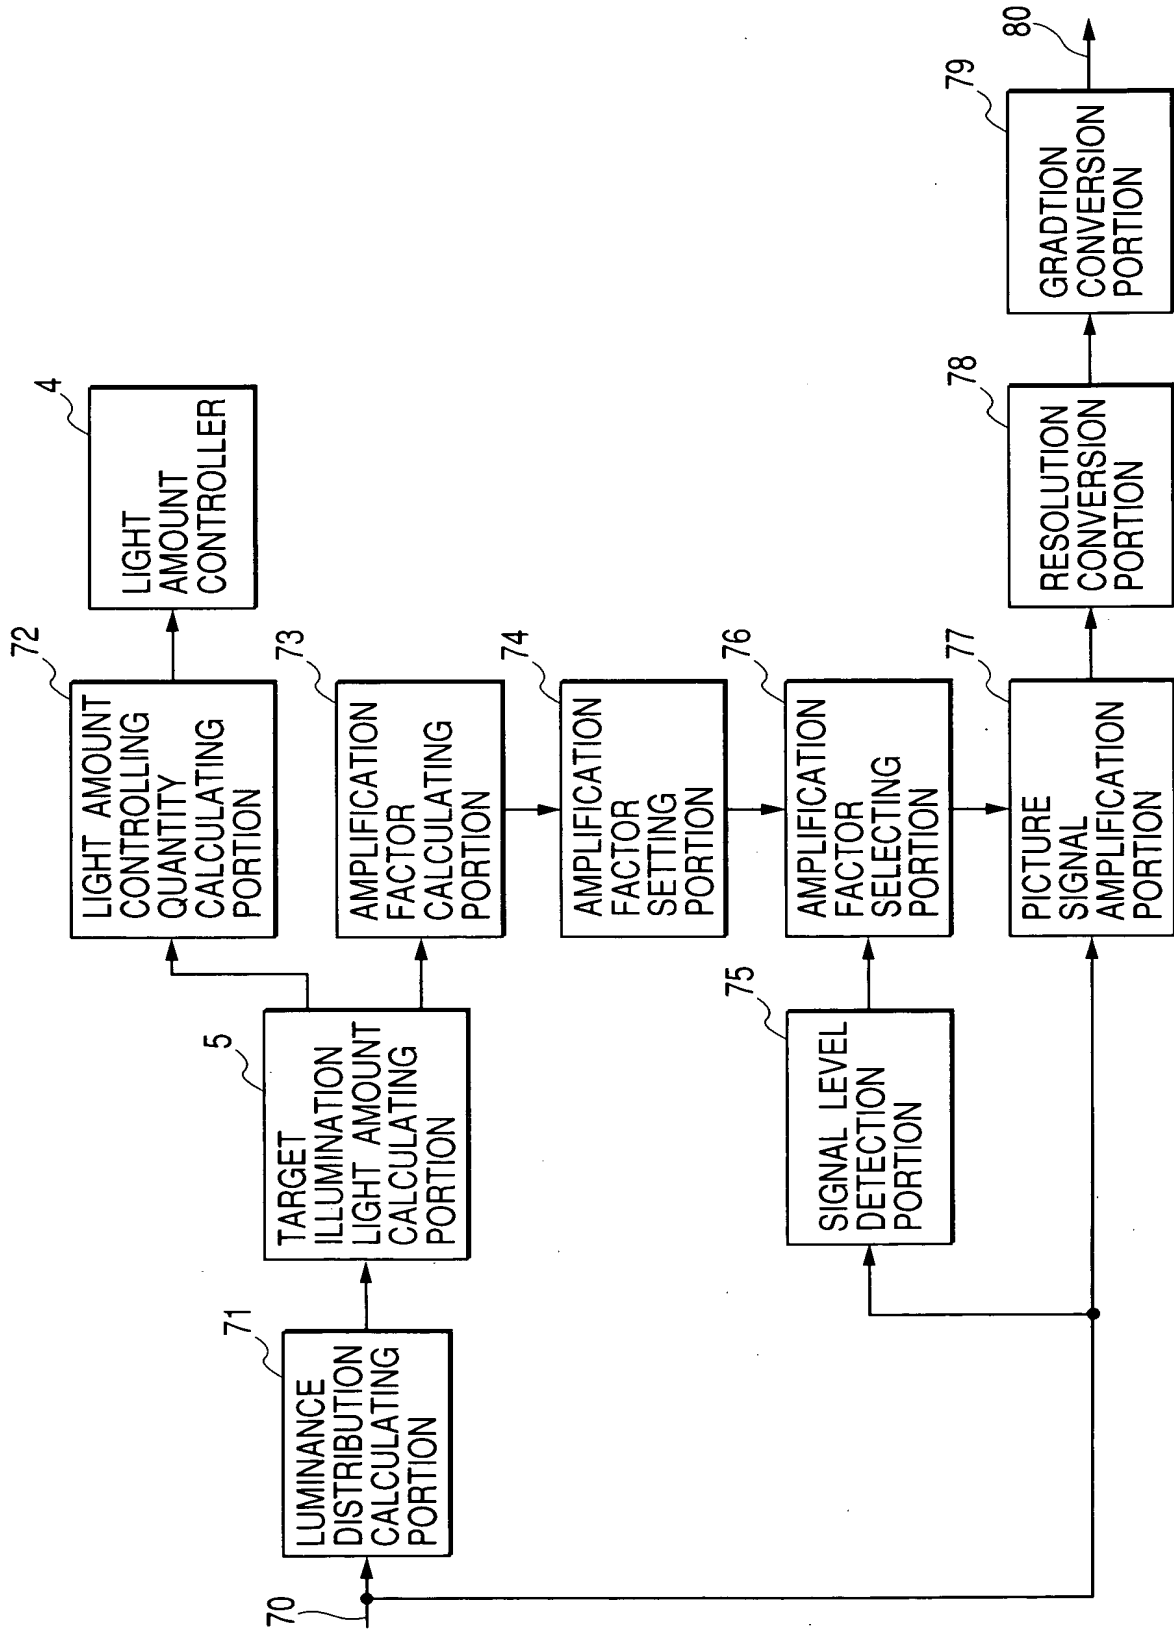 70
71
LUMINANCE
DISTRIBUTION
CALCULATING
PORTION
5
TARGET
ILLUMINATION
LIGHT AMOUNT
CALCULATING
PORTION
72
LIGHT AMOUNT
CONTROLLING
QUANTITY
CALCULATING
PORTION
4
LIGHT
AMOUNT
CONTROLLER
73
AMPLIFICATION
FACTOR
CALCULATING
PORTION
74
AMPLIFICATION
FACTOR
SETTING
PORTION
75
SIGNAL LEVEL
DETECTION
PORTION
76
AMPLIFICATION
FACTOR
SELECTING
PORTION
77
PICTURE
SIGNAL
AMPLIFICATION
PORTION
78
RESOLUTION
CONVERSION
PORTION
79
GRADTION
CONVERSION
PORTION
80